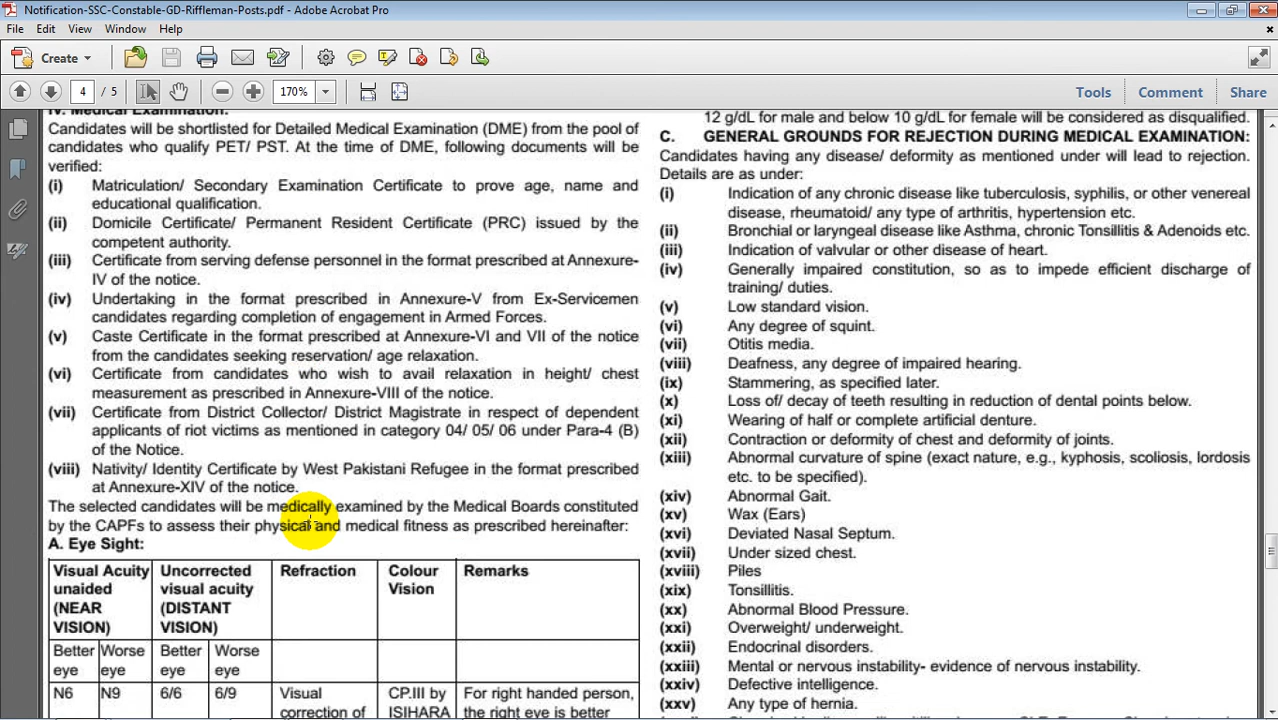 Notification-SSC-Constable-GD-Riffleman-Posts.pdf - Adobe Acrobat Pro
File Edit View Window Help
Create
4 / 5 170% Tools Comment Share
IV. Medical Examination:
Candidates will be shortlisted for Detailed Medical Examination (DME) from the pool of
candidates who qualify PET/ PST. At the time of DME, following documents will be
verified:
(i) Matriculation/ Secondary Examination Certificate to prove age, name and
educational qualification.
(ii) Domicile Certificate/ Permanent Resident Certificate (PRC) issued by the
competent authority.
(iii) Certificate from serving defense personnel in the format prescribed at Annexure-
IV of the notice.
(iv) Undertaking in the format prescribed in Annexure-V from Ex-Servicemen
candidates regarding completion of engagement in Armed Forces.
(v) Caste Certificate in the format prescribed at Annexure-VI and VII of the notice
from the candidates seeking reservation/ age relaxation.
(vi) Certificate from candidates who wish to avail relaxation in height/ chest
measurement as prescribed in Annexure-VIII of the notice.
(vii) Certificate from District Collector/ District Magistrate in respect of dependent
applicants of riot victims as mentioned in category 04/ 05/ 06 under Para-4 (B)
of the Notice.
(viii) Nativity/ Identity Certificate by West Pakistani Refugee in the format prescribed
at Annexure-XIV of the notice.
The selected candidates will be medically examined by the Medical Boards constituted
by the CAPFs to assess their physical and medical fitness as prescribed hereinafter:
A. Eye Sight:
Visual Acuity Uncorrected Refraction Colour Remarks
unaided visual acuity Vision
(NEAR (DISTANT
VISION) VISION)
Better Worse Better Worse
eye eye eye eye
N6 N9 6/6 6/9 Visual CP.III by For right handed person,
correction of ISIHARA the right eye is better
12 g/dL for male and below 10 g/dL for female will be considered as disqualified.
C. GENERAL GROUNDS FOR REJECTION DURING MEDICAL EXAMINATION:
Candidates having any disease/ deformity as mentioned under will lead to rejection.
Details are as under:
(i) Indication of any chronic disease like tuberculosis, syphilis, or other venereal
disease, rheumatoid/ any type of arthritis, hypertension etc.
(ii) Bronchial or laryngeal disease like Asthma, chronic Tonsillitis & Adenoids etc.
(iii) Indication of valvular or other disease of heart.
(iv) Generally impaired constitution, so as to impede efficient discharge of
training/ duties.
(v) Low standard vision.
(vi) Any degree of squint.
(vii) Otitis media.
(viii) Deafness, any degree of impaired hearing.
(ix) Stammering, as specified later.
(x) Loss of/ decay of teeth resulting in reduction of dental points below.
(xi) Wearing of half or complete artificial denture.
(xii) Contraction or deformity of chest and deformity of joints.
(xiii) Abnormal curvature of spine (exact nature, e.g., kyphosis, scoliosis, lordosis
etc. to be specified).
(xiv) Abnormal Gait.
(xv) Wax (Ears)
(xvi) Deviated Nasal Septum.
(xvii) Under sized chest.
(xviii) Piles
(xix) Tonsillitis.
(xx) Abnormal Blood Pressure.
(xxi) Overweight/ underweight.
(xxii) Endocrinal disorders.
(xxiii) Mental or nervous instability- evidence of nervous instability.
(xxiv) Defective intelligence.
(xxv) Any type of hernia.